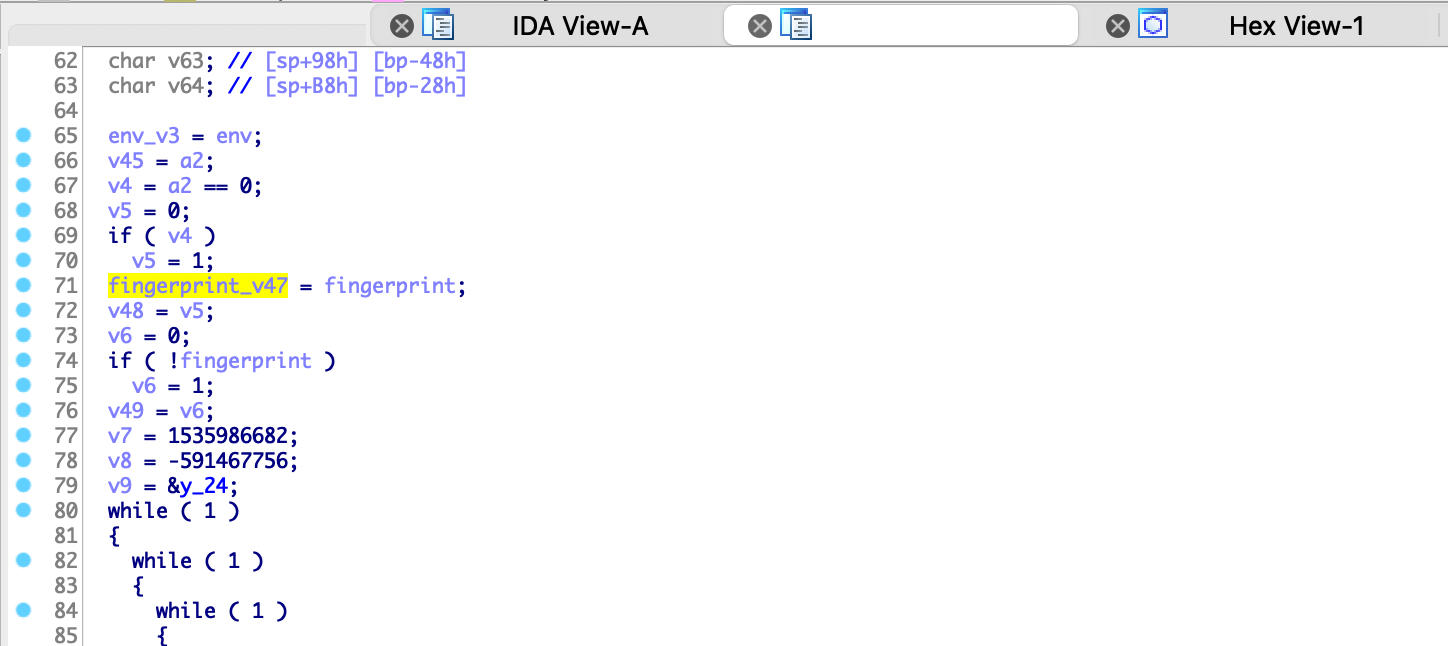 IDA View-A
Hex View-1
62 char v63; // [sp+98h] [bp-48h]
63 char v64; // [sp+B8h] [bp-28h]
64
65 env_v3 = env;
66 v45 = a2;
67 v4 = a2 == 0;
68 v5 = 0;
69 if ( v4 )
70 v5 = 1;
71 fingerprint_v47 = fingerprint;
72 v48 = v5;
73 v6 = 0;
74 if ( !fingerprint )
75 v6 = 1;
76 v49 = v6;
77 v7 = 1535986682;
78 v8 = -591467756;
79 v9 = &y_24;
80 while ( 1 )
81 {
82 while ( 1 )
83 {
84 while ( 1 )
85 {